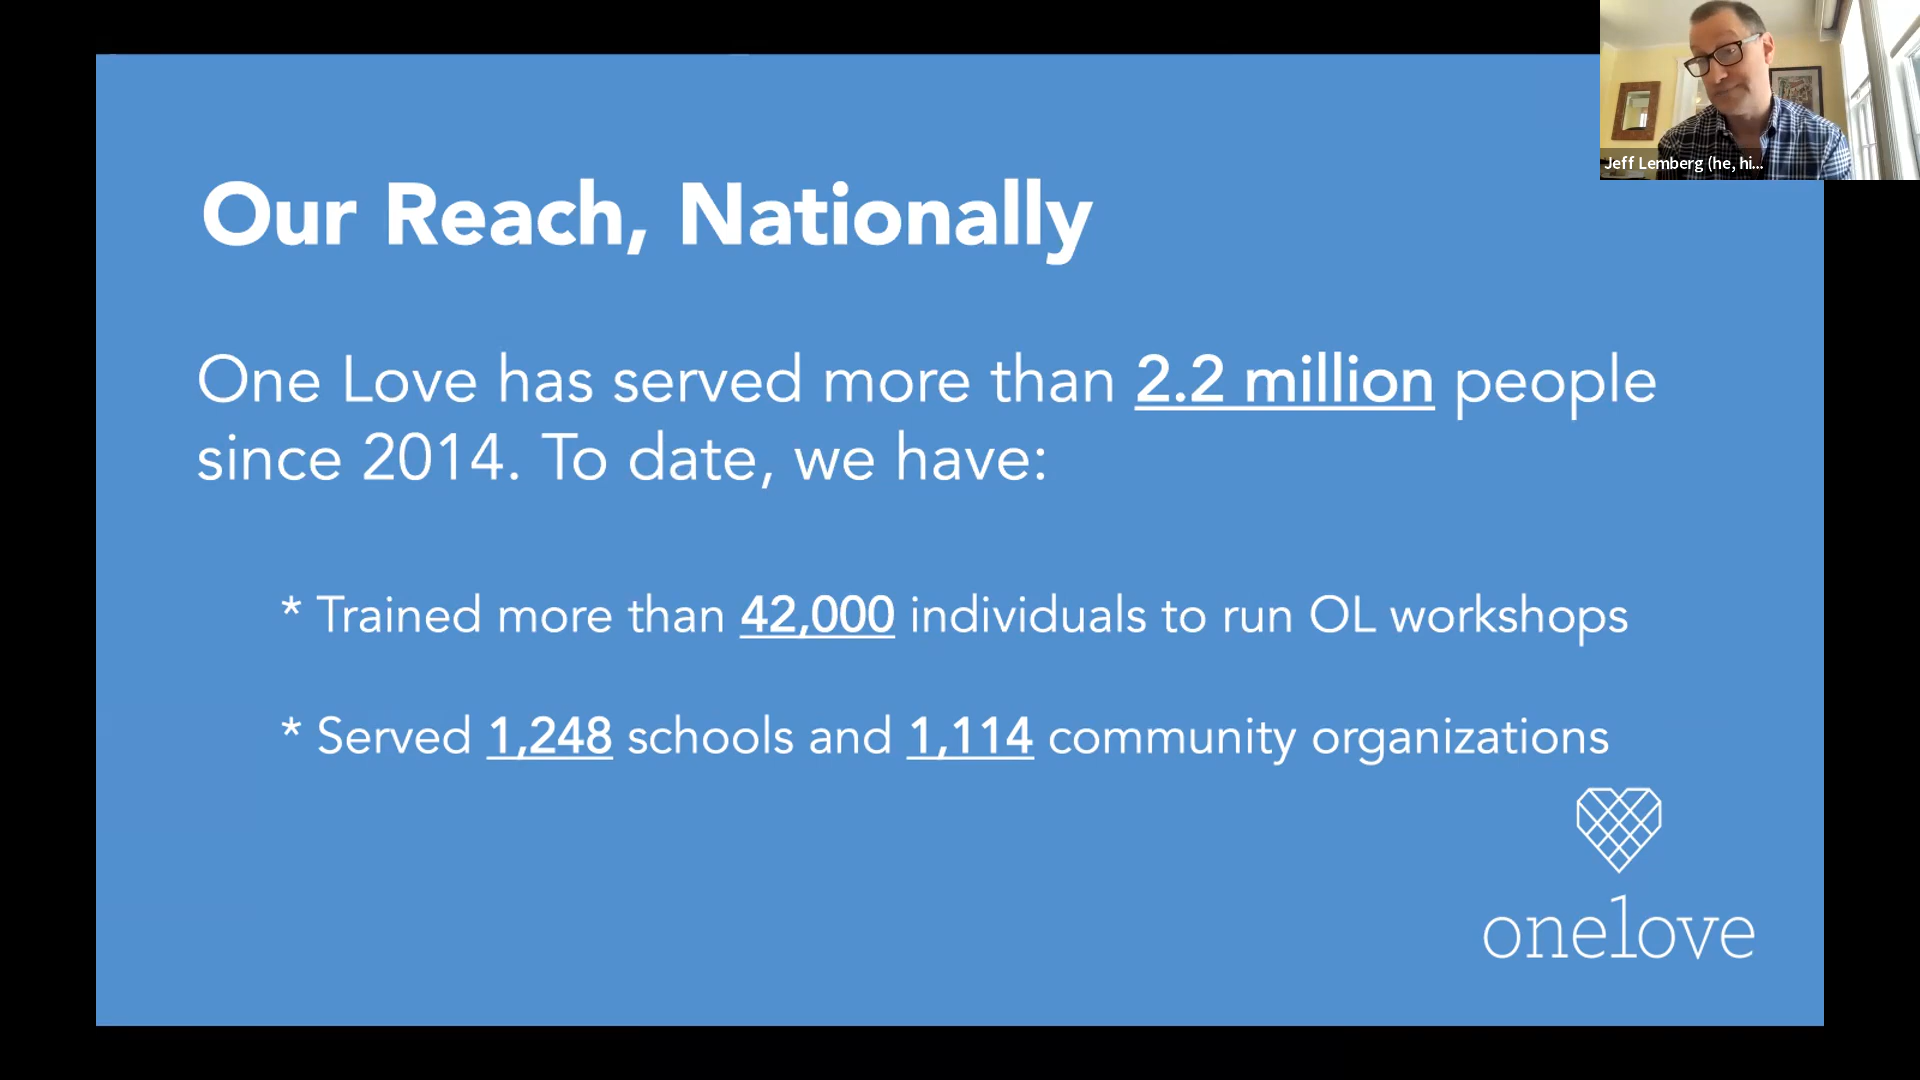 Jeff Lemberg (he, hi...
Our Reach, Nationally
One Love has served more than 2.2 million people
since 2014. To date, we have:
* Trained more than 42,000 individuals to run OL workshops
* Served 1,248 schools and 1,114 community organizations
onelove